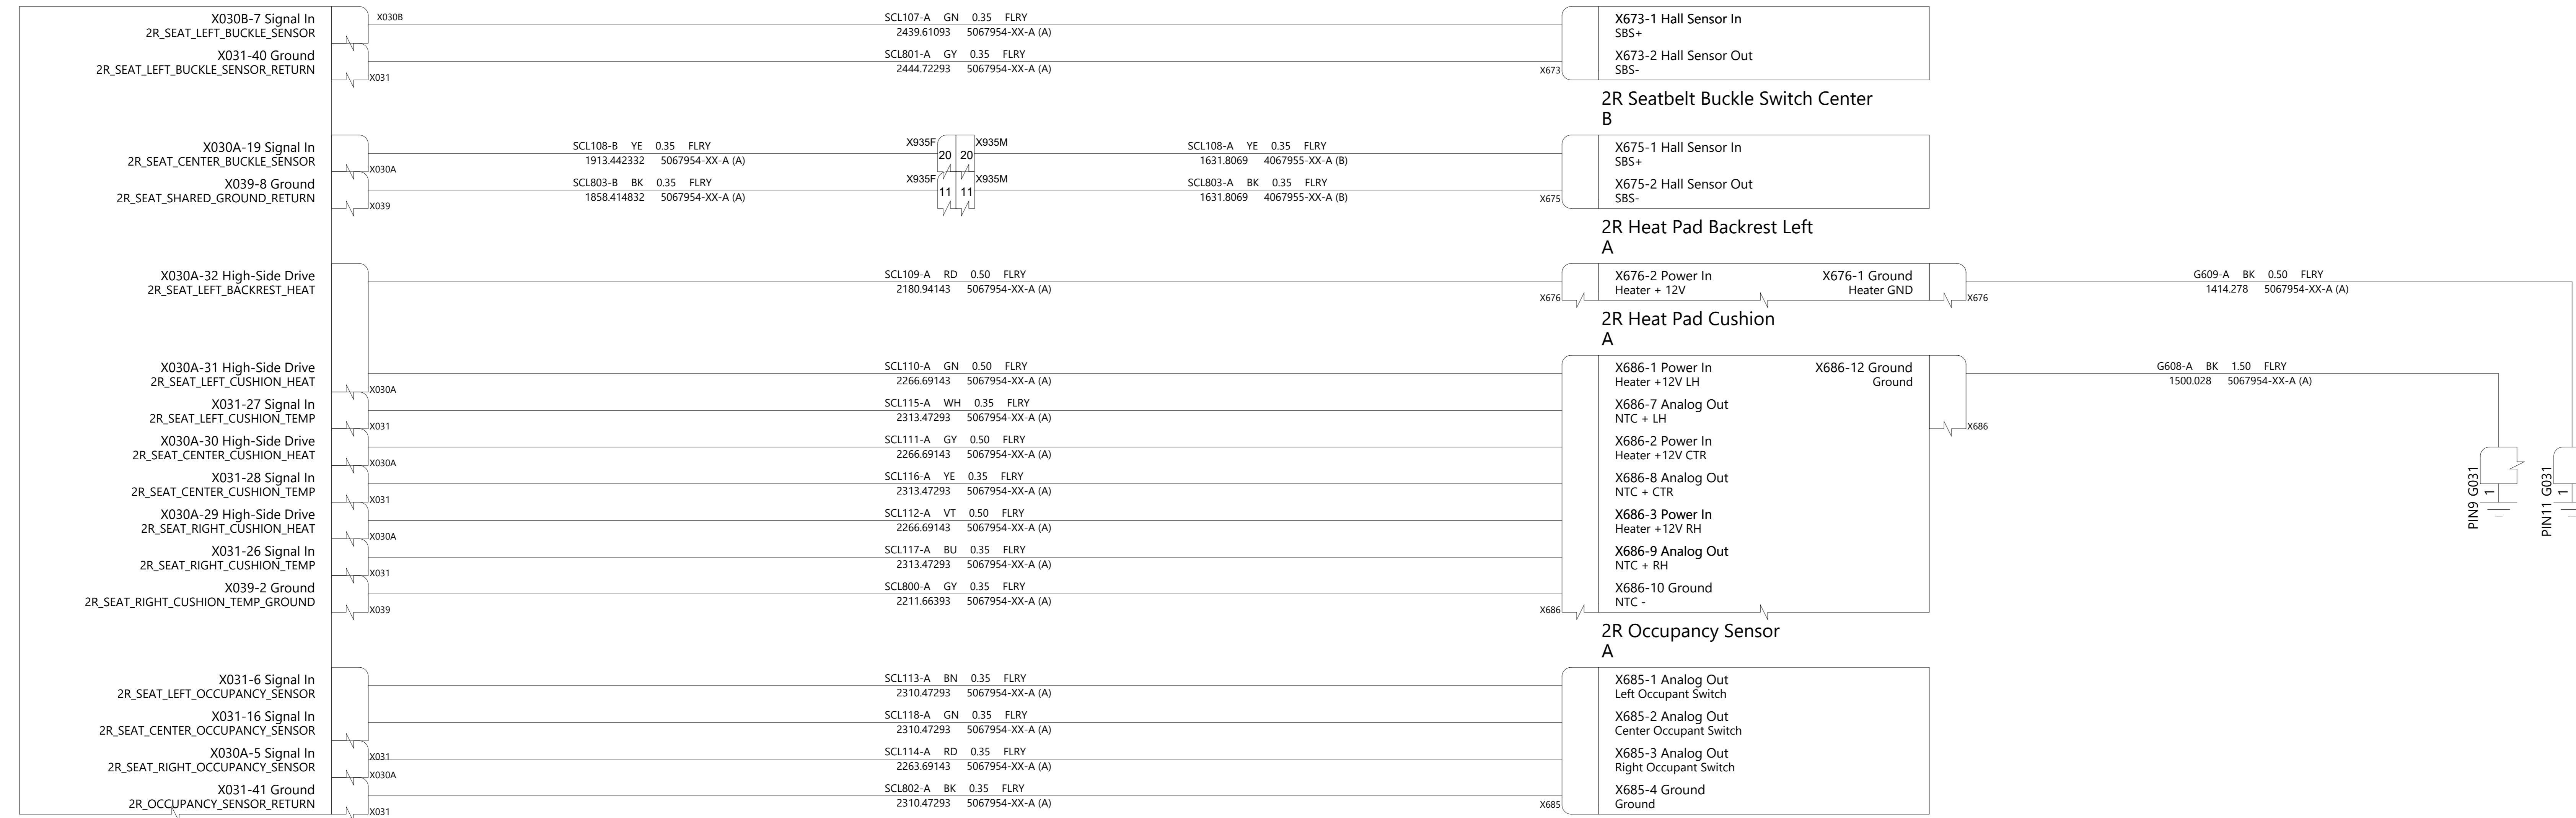 X030B-7 Signal In
2R_SEAT_LEFT_BUCKLE_SENSOR
X030B
SCL107-A GN 0.35 FLRY
2439.61093 5067954-XX-A (A)
X673-1 Hall Sensor In
SBS+
X031-40 Ground
2R_SEAT_LEFT_BUCKLE_SENSOR_RETURN
X031
SCL801-A GY 0.35 FLRY
2444.72293 5067954-XX-A (A)
X673
X673-2 Hall Sensor Out
SBS-
2R Seatbelt Buckle Switch Center
B
X030A-19 Signal In
2R_SEAT_CENTER_BUCKLE_SENSOR
X030A
SCL108-B YE 0.35 FLRY
1913.442332 5067954-XX-A (A)
X935F
20 20
X935M
SCL108-A YE 0.35 FLRY
1631.8069 4067955-XX-A (B)
X675-1 Hall Sensor In
SBS+
X039-8 Ground
2R_SEAT_SHARED_GROUND_RETURN
X039
SCL803-B BK 0.35 FLRY
1858.414832 5067954-XX-A (A)
X935F
11 11
X935M
SCL803-A BK 0.35 FLRY
1631.8069 4067955-XX-A (B)
X675
X675-2 Hall Sensor Out
SBS-
2R Heat Pad Backrest Left
A
X030A-32 High-Side Drive
2R_SEAT_LEFT_BACKREST_HEAT
SCL109-A RD 0.50 FLRY
2180.94143 5067954-XX-A (A)
X676
X676-2 Power In
Heater + 12V
X676-1 Ground
Heater GND
X676
G609-A BK 0.50 FLRY
1414.278 5067954-XX-A (A)
2R Heat Pad Cushion
A
X030A-31 High-Side Drive
2R_SEAT_LEFT_CUSHION_HEAT
X030A
SCL110-A GN 0.50 FLRY
2266.69143 5067954-XX-A (A)
X686-1 Power In
Heater +12V LH
X686-12 Ground
Ground
G608-A BK 1.50 FLRY
1500.028 5067954-XX-A (A)
X031-27 Signal In
2R_SEAT_LEFT_CUSHION_TEMP
X031
SCL115-A WH 0.35 FLRY
2313.47293 5067954-XX-A (A)
X686-7 Analog Out
NTC + LH
X686
X030A-30 High-Side Drive
2R_SEAT_CENTER_CUSHION_HEAT
X030A
SCL111-A GY 0.50 FLRY
2266.69143 5067954-XX-A (A)
X686-2 Power In
Heater +12V CTR
X031-28 Signal In
2R_SEAT_CENTER_CUSHION_TEMP
X031
SCL116-A YE 0.35 FLRY
2313.47293 5067954-XX-A (A)
X686-8 Analog Out
NTC + CTR
PIN9 G031
1
PIN11 G031
1
X030A-29 High-Side Drive
2R_SEAT_RIGHT_CUSHION_HEAT
X030A
SCL112-A VT 0.50 FLRY
2266.69143 5067954-XX-A (A)
X686-3 Power In
Heater +12V RH
X031-26 Signal In
2R_SEAT_RIGHT_CUSHION_TEMP
X031
SCL117-A BU 0.35 FLRY
2313.47293 5067954-XX-A (A)
X686-9 Analog Out
NTC + RH
X039-2 Ground
2R_SEAT_RIGHT_CUSHION_TEMP_GROUND
X039
SCL800-A GY 0.35 FLRY
2211.66393 5067954-XX-A (A)
X686
X686-10 Ground
NTC -
2R Occupancy Sensor
A
X031-6 Signal In
2R_SEAT_LEFT_OCCUPANCY_SENSOR
SCL113-A BN 0.35 FLRY
2310.47293 5067954-XX-A (A)
X685-1 Analog Out
Left Occupant Switch
X031-16 Signal In
2R_SEAT_CENTER_OCCUPANCY_SENSOR
X031
SCL118-A GN 0.35 FLRY
2310.47293 5067954-XX-A (A)
X685-2 Analog Out
Center Occupant Switch
X030A-5 Signal In
2R_SEAT_RIGHT_OCCUPANCY_SENSOR
X030A
SCL114-A RD 0.35 FLRY
2263.69143 5067954-XX-A (A)
X685-3 Analog Out
Right Occupant Switch
X031-41 Ground
2R_OCCUPANCY_SENSOR_RETURN
X031
SCL802-A BK 0.35 FLRY
2310.47293 5067954-XX-A (A)
X685
X685-4 Ground
Ground